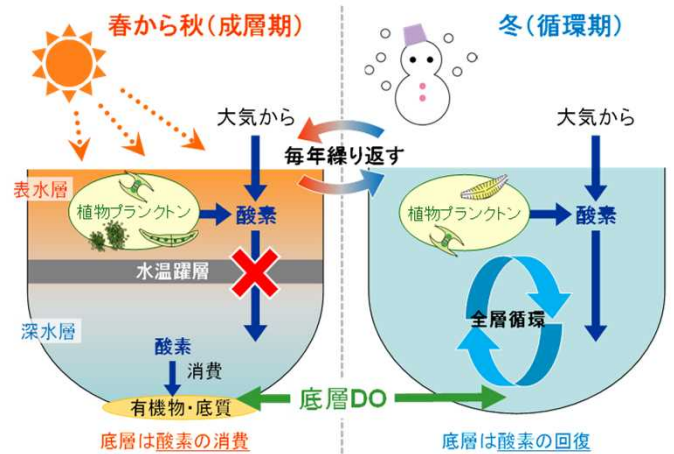 春から秋（成層期）
大気から
表水層
植物プランクトン
酸素
水温躍層
深水層
酸素
消費
有機物・底質
底層は酸素の消費
毎年繰り返す
底層DO
冬（循環期）
大気から
植物プランクトン
酸素
全層循環
底層は酸素の回復